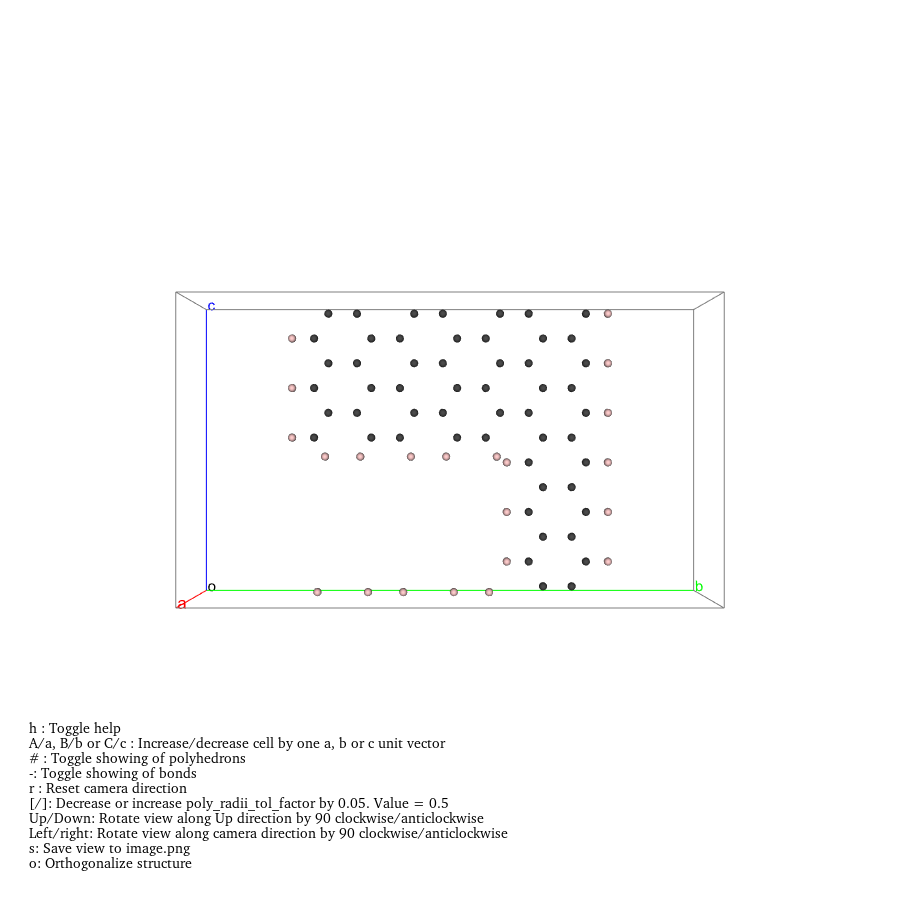 c
o
b
a
h : Toggle help
A/a, B/b or C/c : Increase/decrease cell by one a, b or c unit vector
# : Toggle showing of polyhedrons
-: Toggle showing of bonds
r : Reset camera direction
[/]: Decrease or increase poly_radii_tol_factor by 0.05. Value = 0.5
Up/Down: Rotate view along Up direction by 90 clockwise/anticlockwise
Left/right: Rotate view along camera direction by 90 clockwise/anticlockwise
s: Save view to image.png
o: Orthogonalize structure